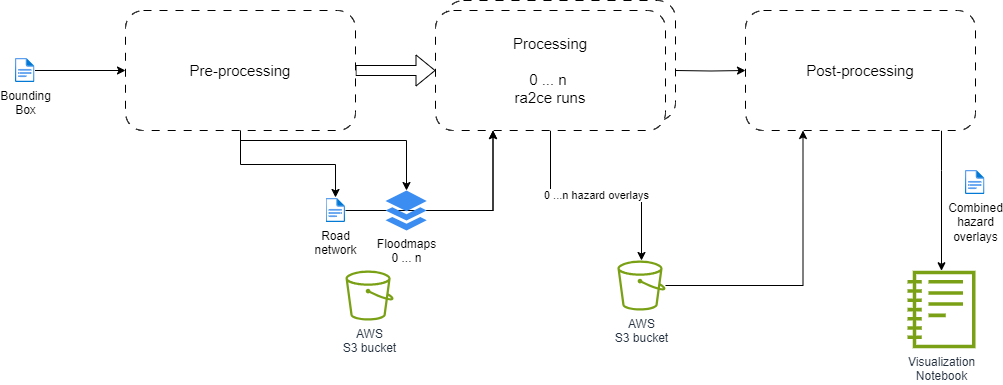 Bounding
Box
Pre-processing
Processing
0 ... n
ra2ce runs
Post-processing
0 ...n hazard overlays
Road
network
Floodmaps
0 ... n
AWS
S3 bucket
AWS
S3 bucket
Combined
hazard
overlays
Visualization
Notebook